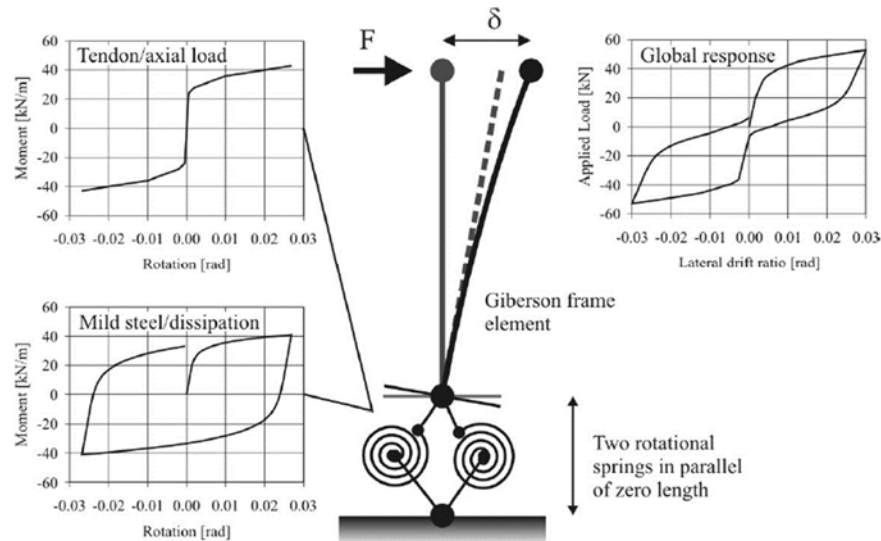 Tendon/axial load
Moment [kN/m]
60
40
20
0
-20
-40
-60
-0.03 -0.02 -0.01 0.00 0.01 0.02 0.03
Rotation [rad]
F
δ
Global response
Applied Load [kN]
60
40
20
0
-20
-40
-60
-0.03 -0.02 -0.01 0.00 0.01 0.02 0.03
Lateral drift ratio [rad]
Mild steel/dissipation
Moment [kN/m]
60
40
20
0
-20
-40
-60
-0.03 -0.02 -0.01 0.00 0.01 0.02 0.03
Rotation [rad]
Giberson frame
element
Two rotational
springs in parallel
of zero length